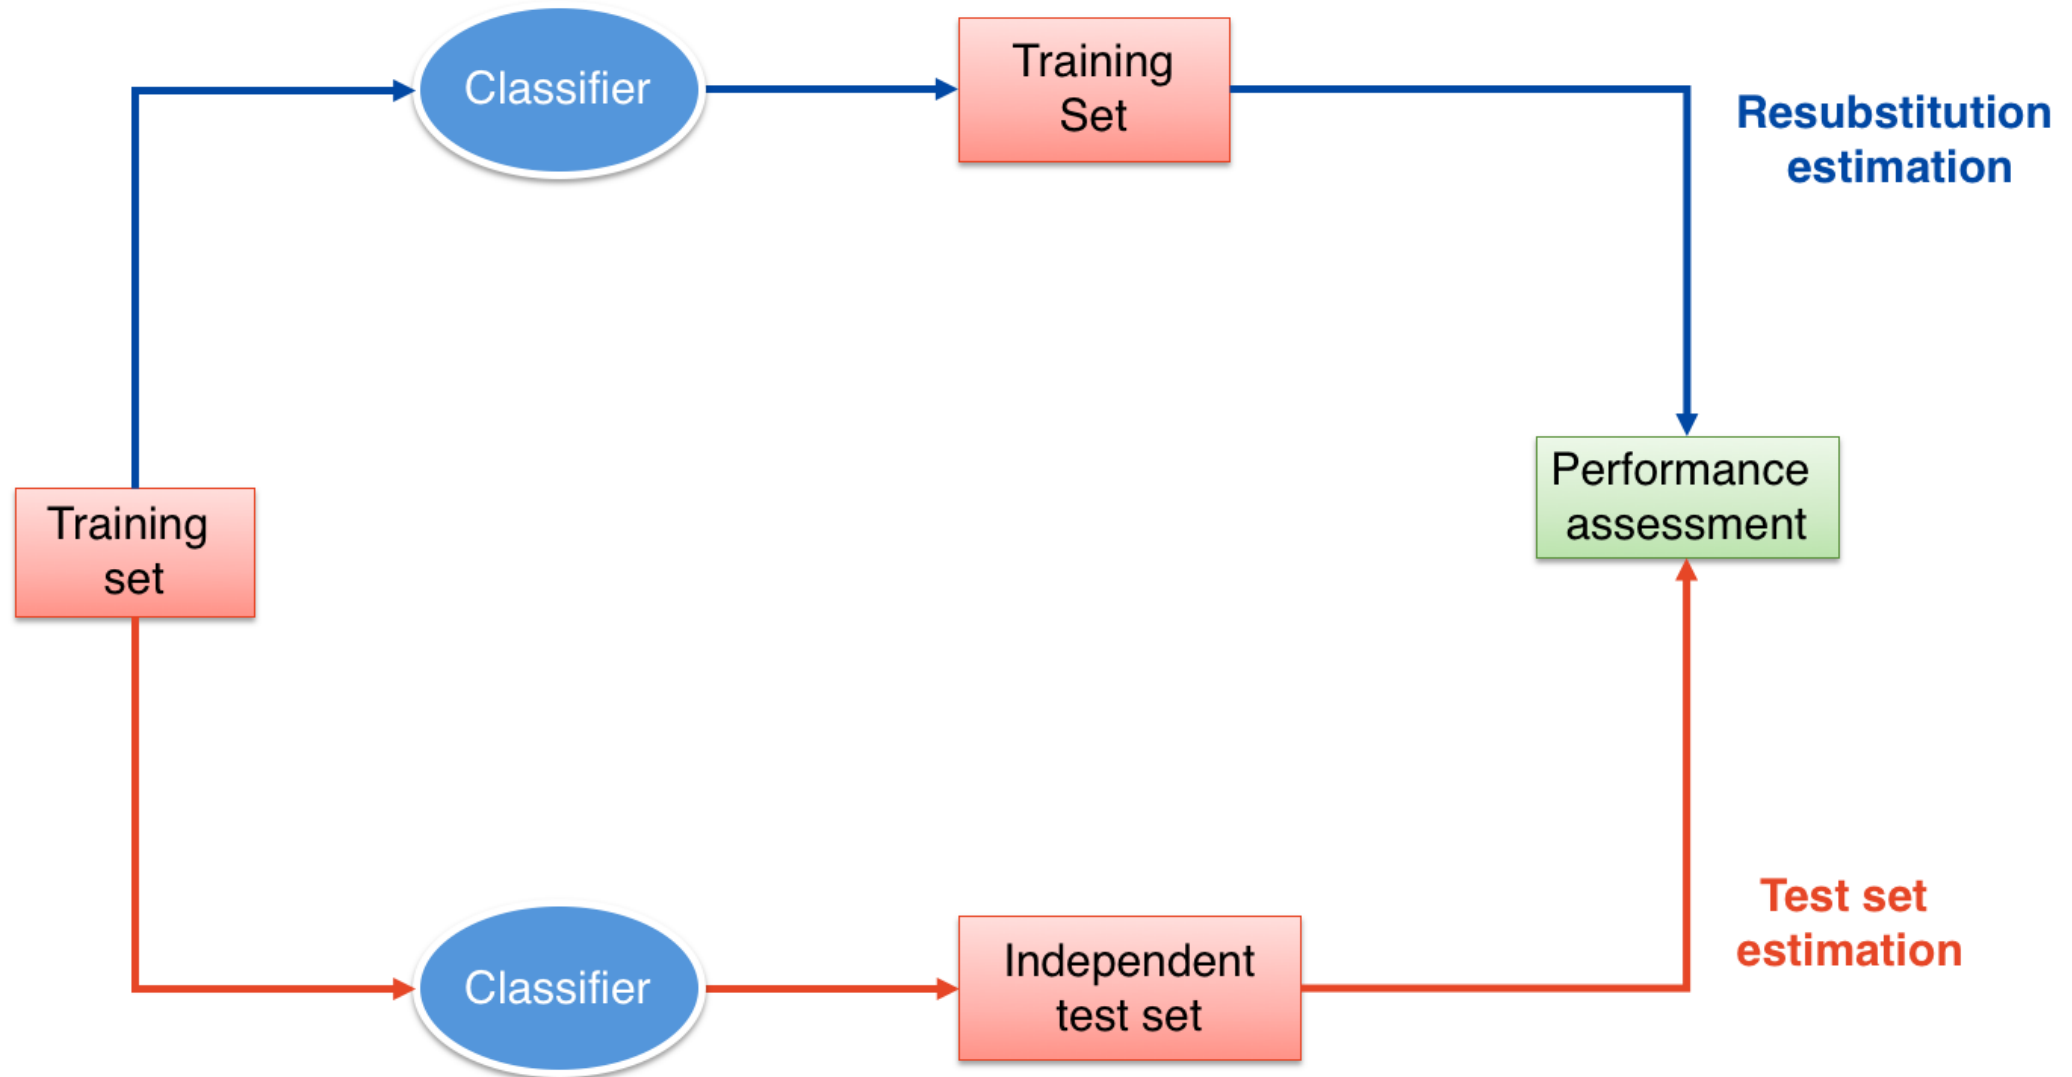 Classifier
Training
Set
Resubstitution
estimation
Training
set
Performance
assessment
Classifier
Independent
test set
Test set
estimation